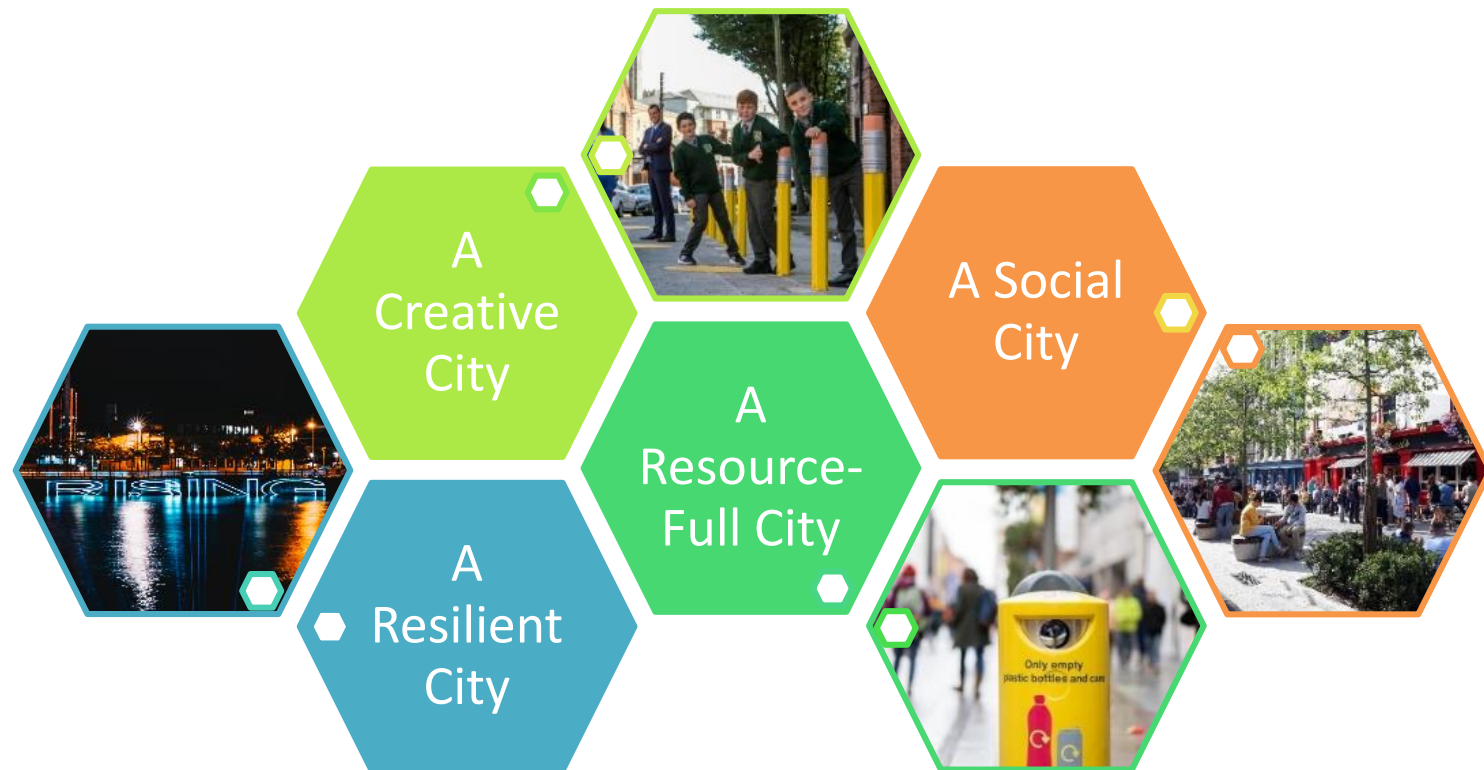 A
Creative
City
A Social
City
A
Resource-
Full City
RISING
A
Resilient
City
Only empty
plastic bottles and cans